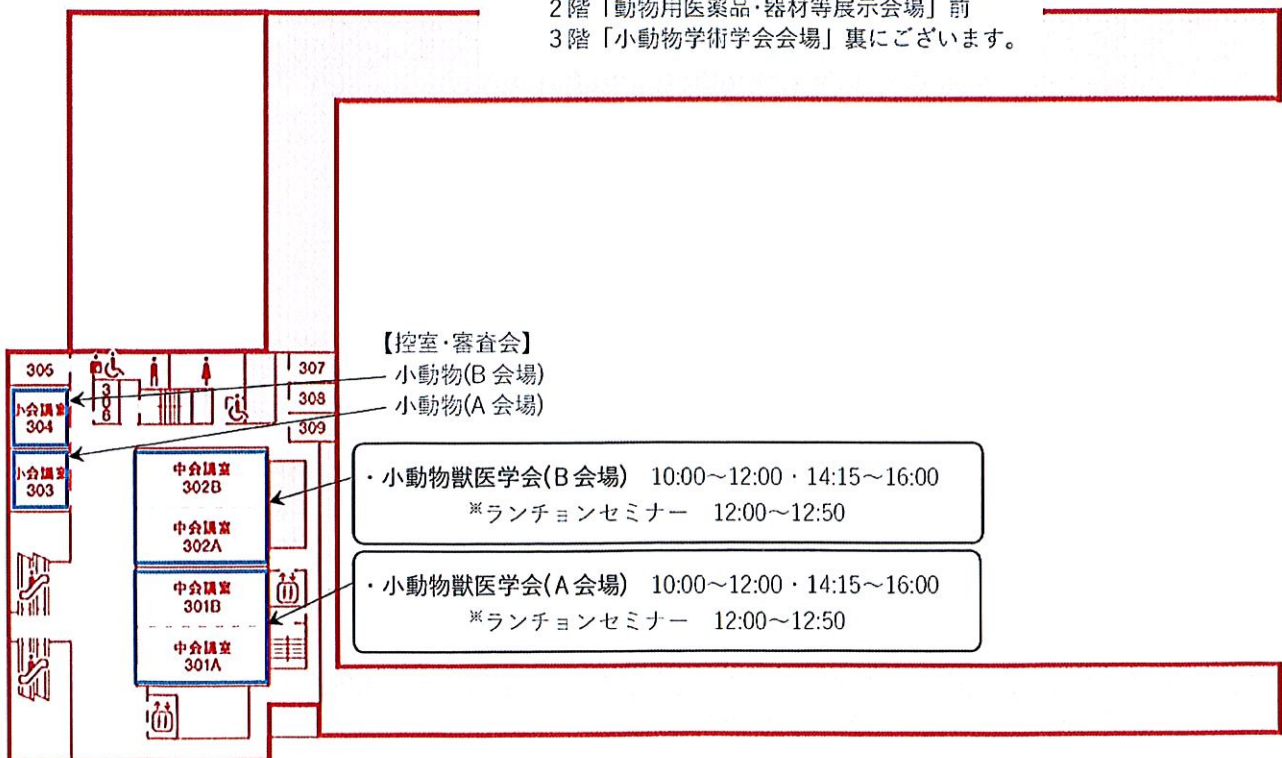 2階「動物用医薬品・器材等展示会場」前
3階「小動物学術学会会場」裏にございます。
【控室・審査会】
小動物(B会場)
小動物(A会場)
306
307
308
308
309
小会議室
304
小会議室
303
中会議室
302B
中会議室
302A
中会議室
301B
中会議室
301A
・小動物獣医学会(B会場) 10:00～12:00・14:15～16:00
※ランチョンセミナー 12:00～12:50
・小動物獣医学会(A会場) 10:00～12:00・14:15～16:00
※ランチョンセミナー 12:00～12:50